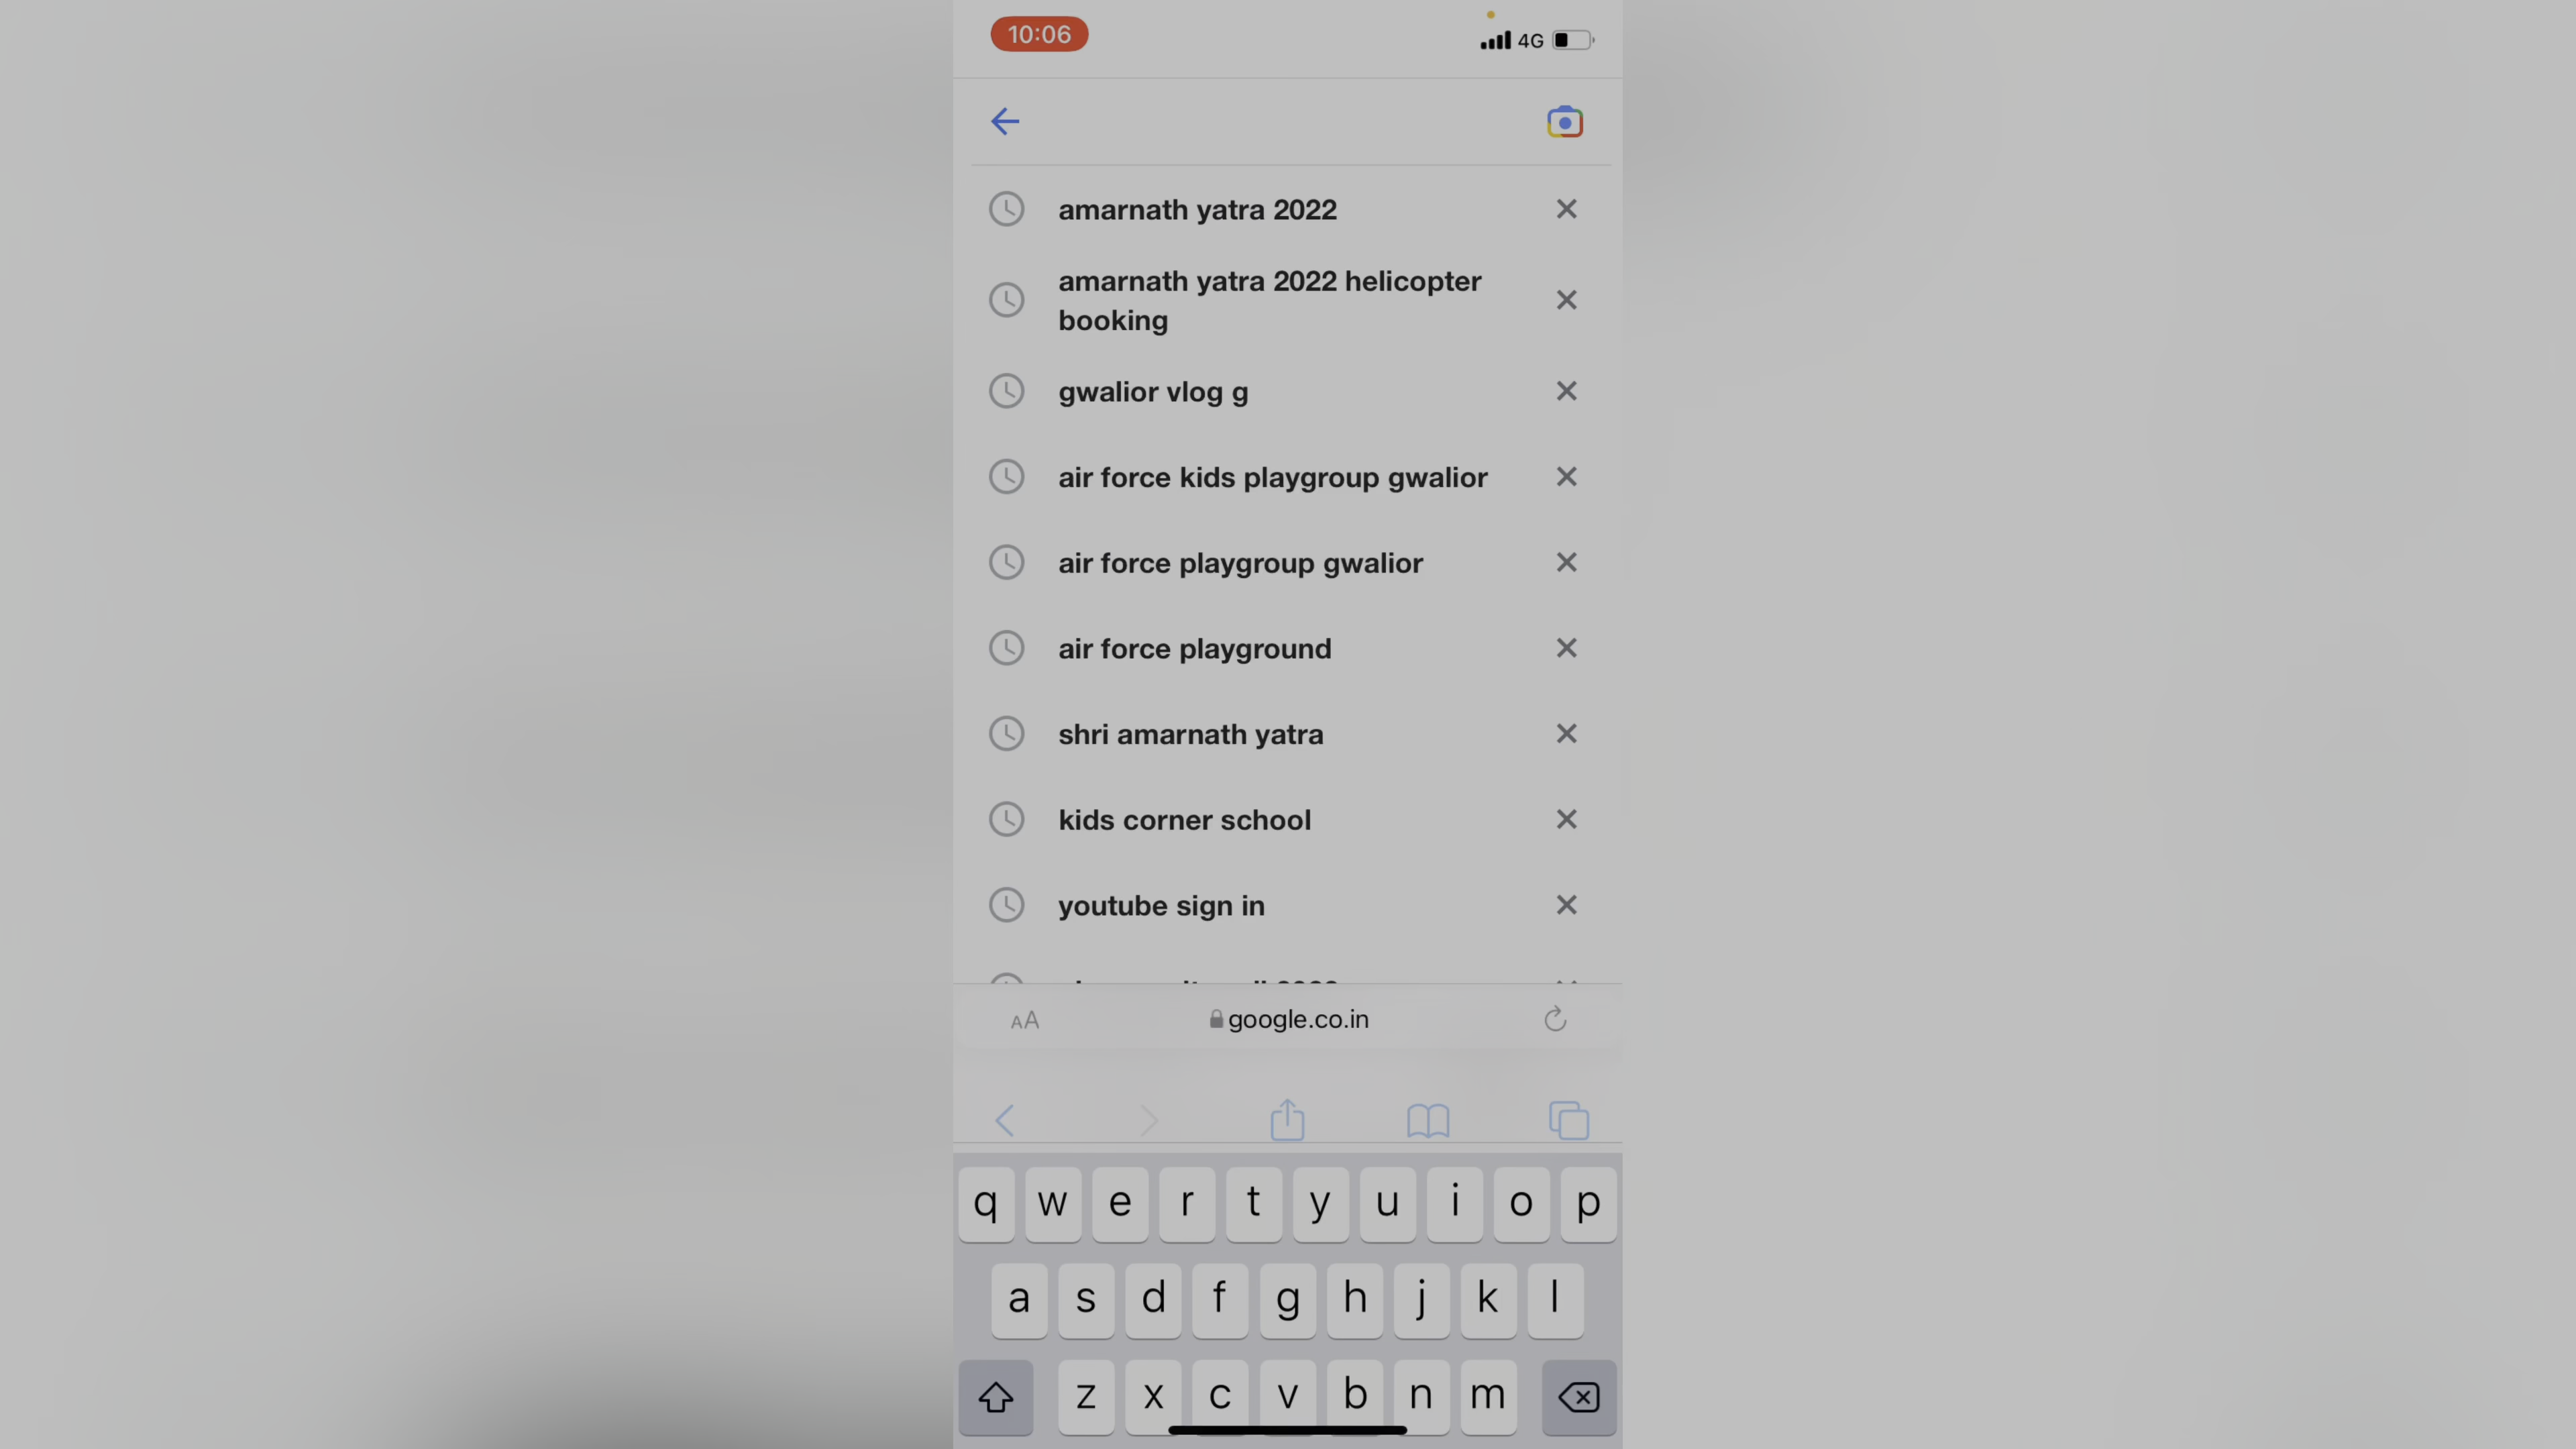 10:06
4G
amarnath yatra 2022
amarnath yatra 2022 helicopter
booking
gwalior vlog g
air force kids playgroup gwalior
air force playgroup gwalior
air force playground
shri amarnath yatra
kids corner school
youtube sign in
AA
google.co.in
q w e r t y u i o p
a s d f g h j k l
z x c v b n m